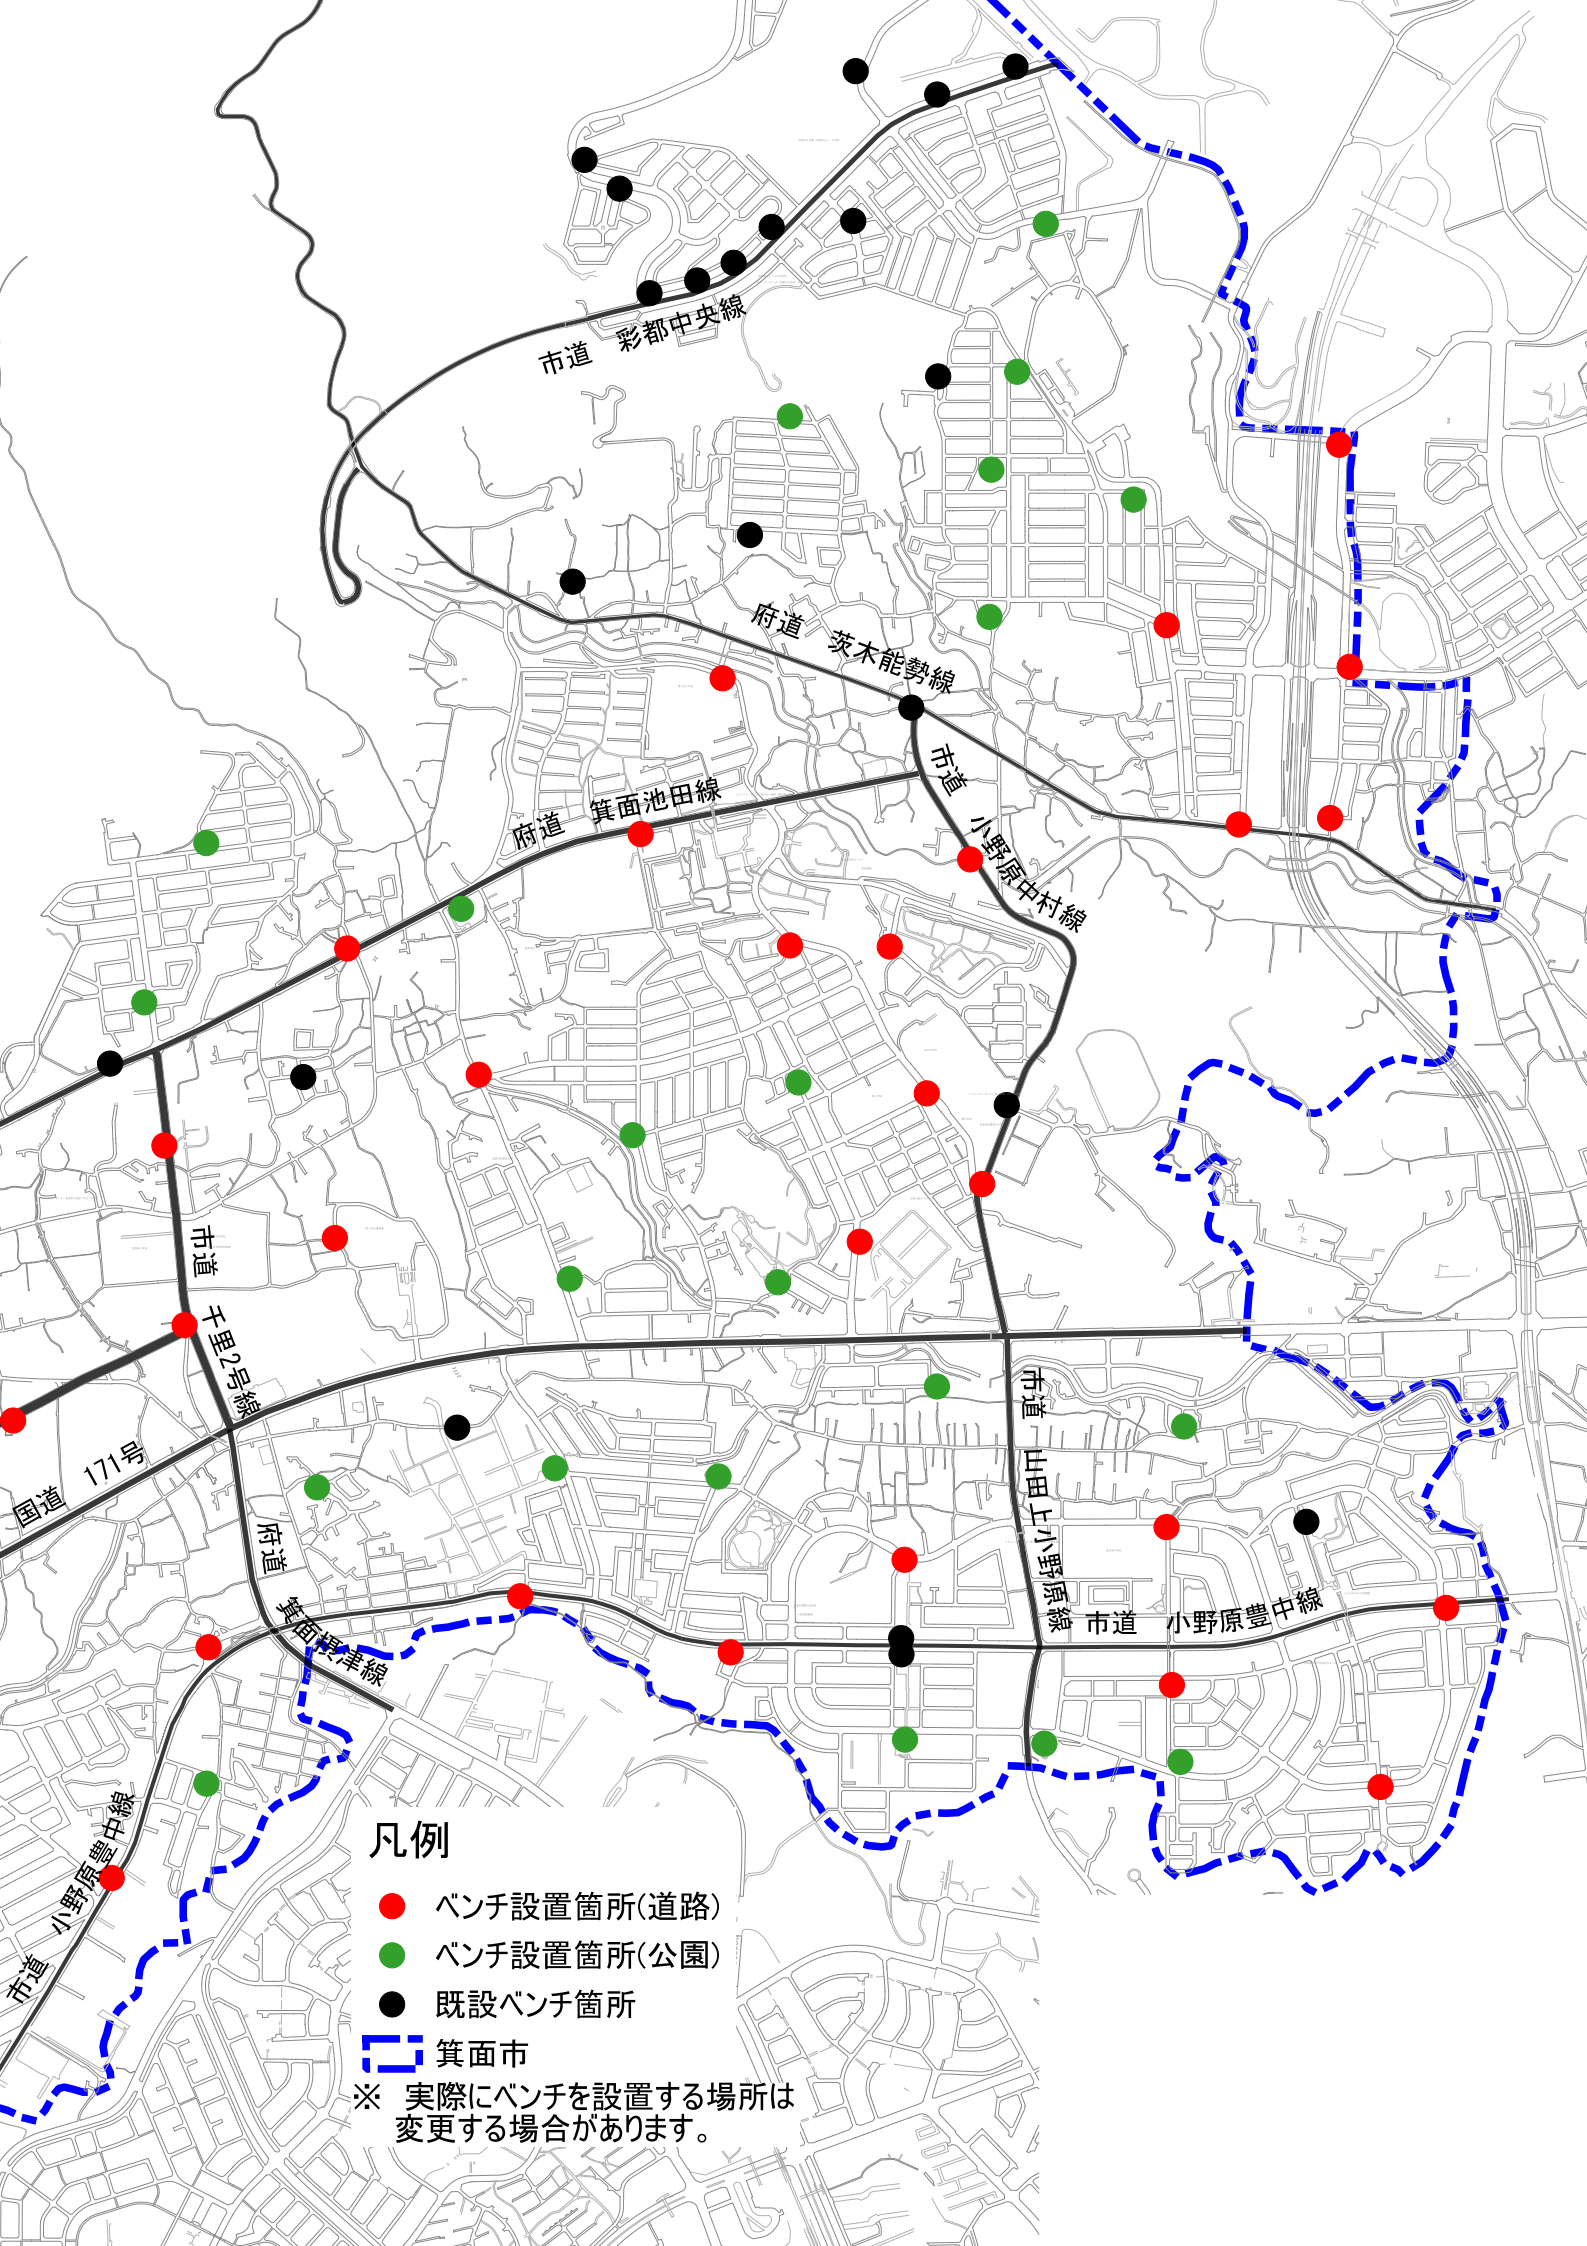 市道　彩都中央線
府道　茨木能勢線
市道　小野原中村線
府道　箕面池田線
市道　千里2号線
国道　171号
市道　山田上小野原線
府道　箕面摂津線
市道　小野原豊中線
市道　小野原豊中線
凡例
ベンチ設置箇所(道路)
ベンチ設置箇所(公園)
既設ベンチ箇所
箕面市
※　実際にベンチを設置する場所は
変更する場合があります。